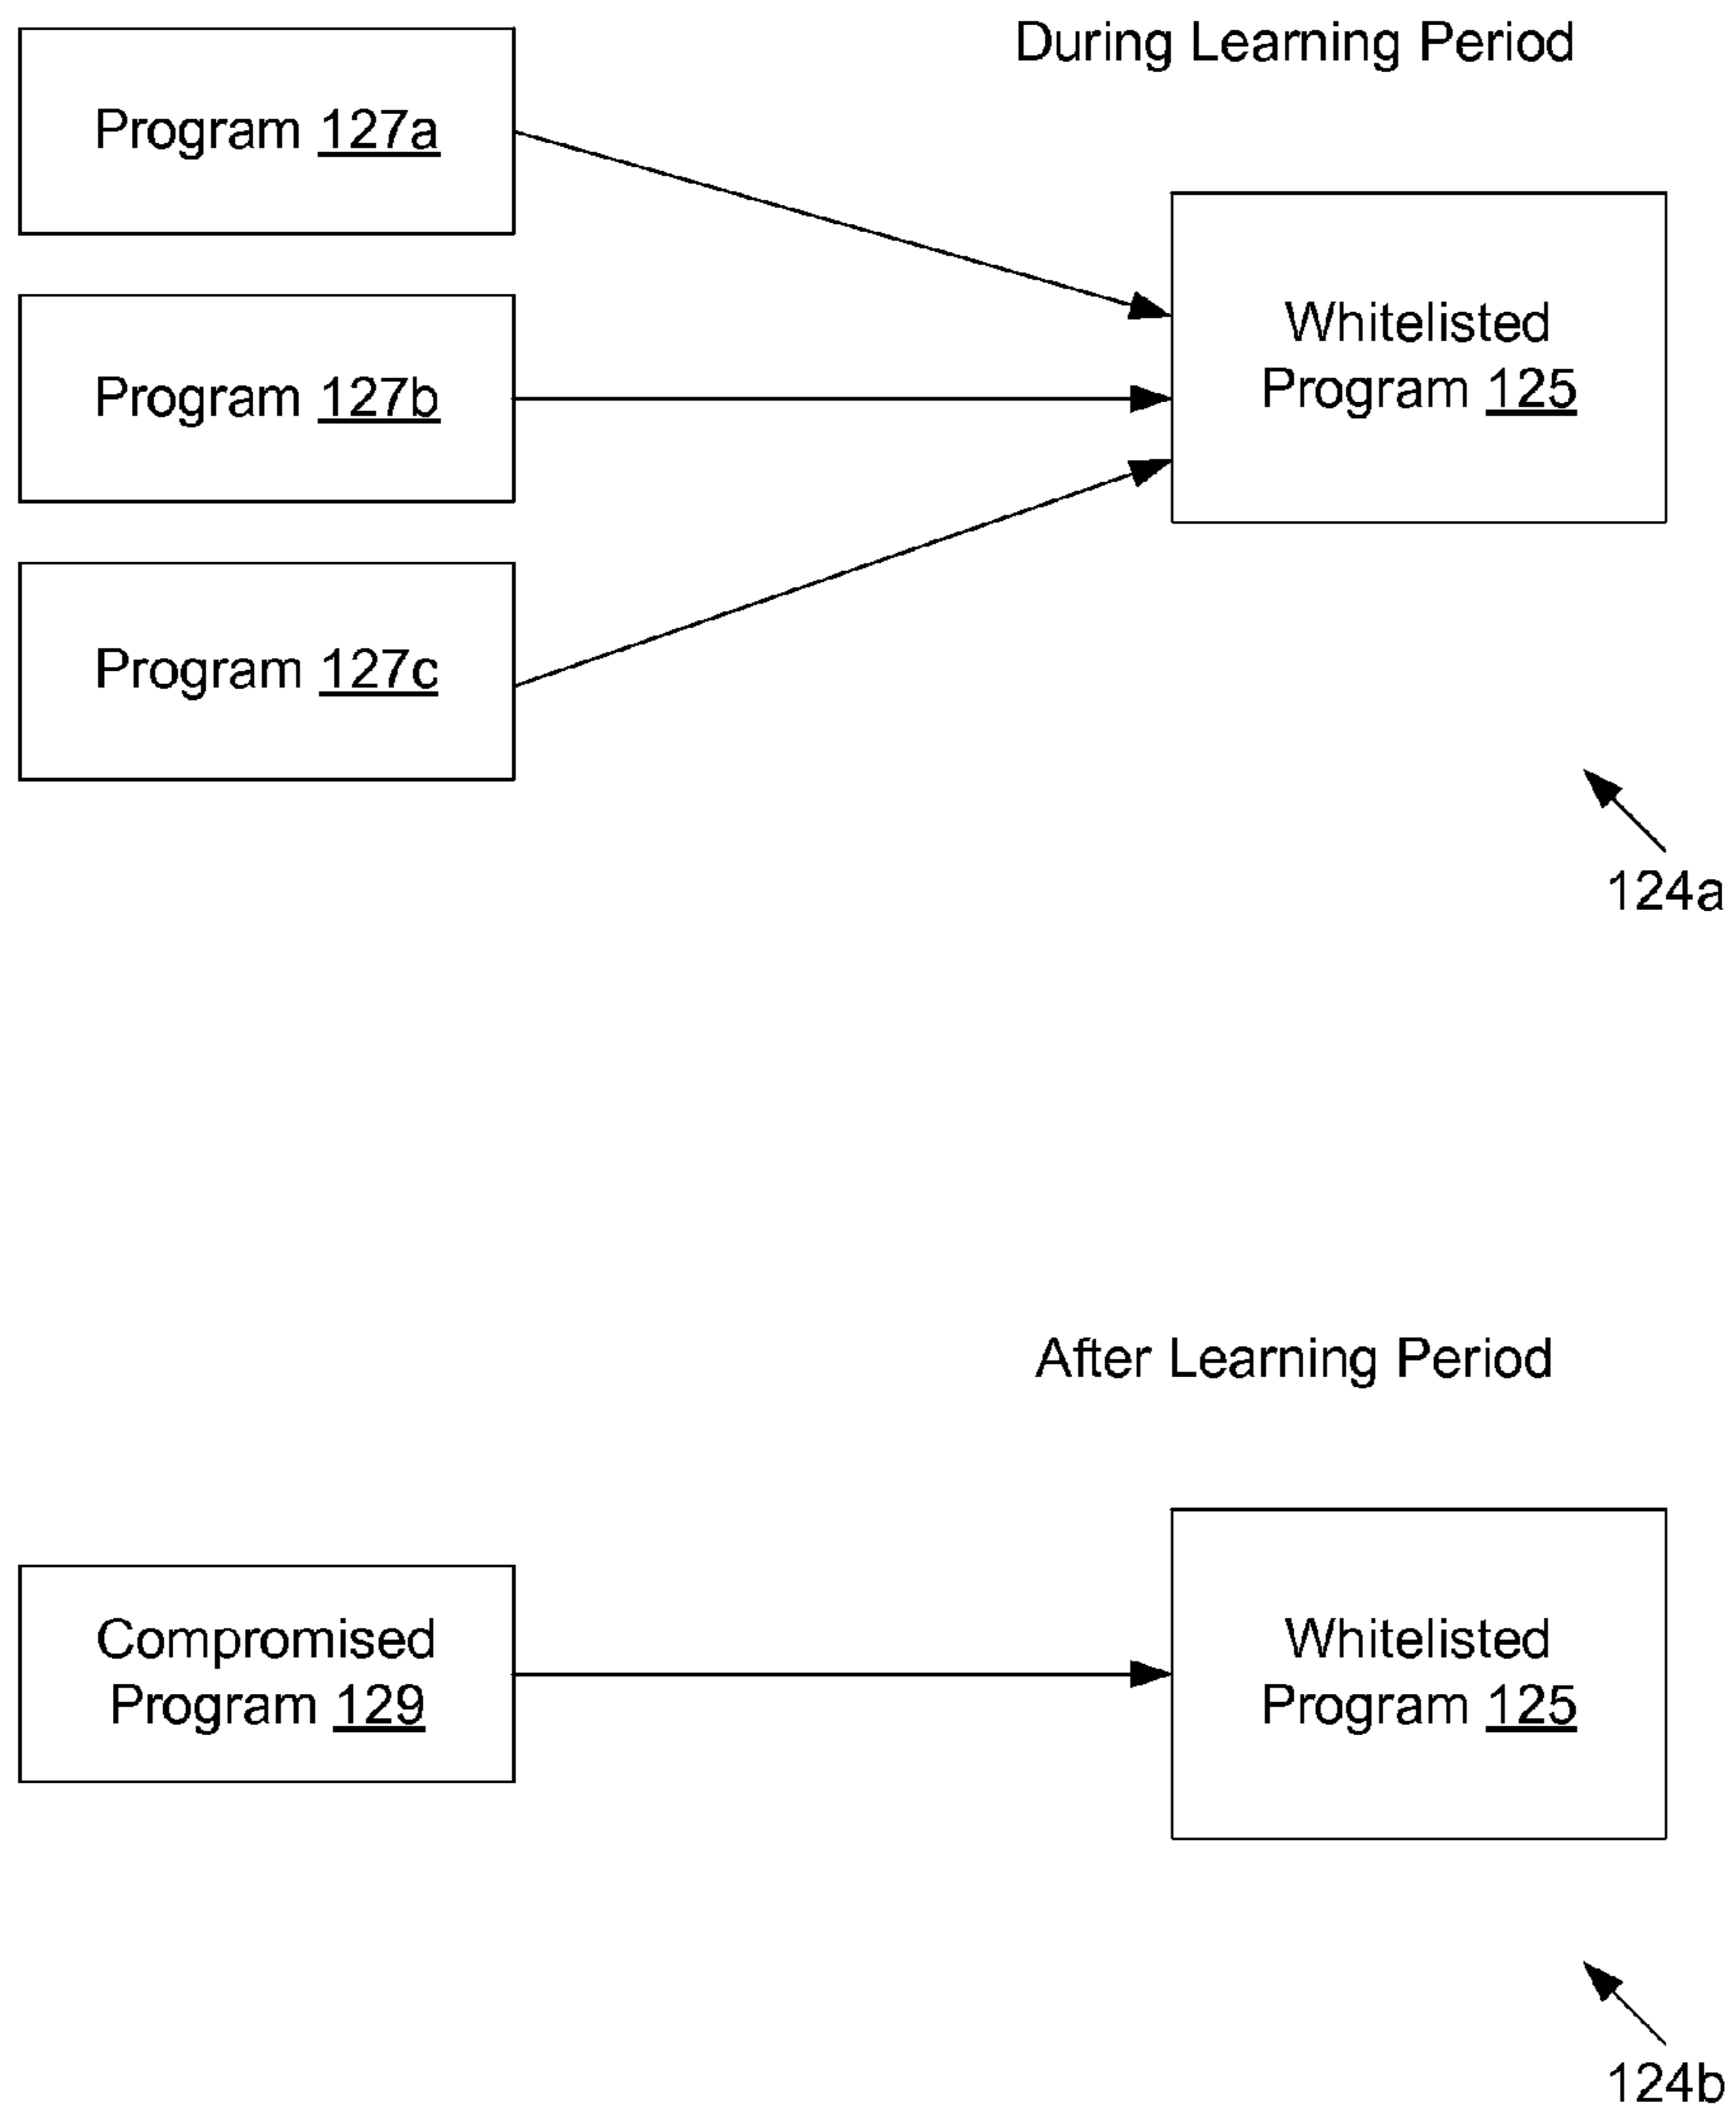 During Learning Period
Program 127a
Whitelisted
Program 125
Program 127b
Program 127c
124a
After Learning Period
Compromised
Program 129
Whitelisted
Program 125
124b